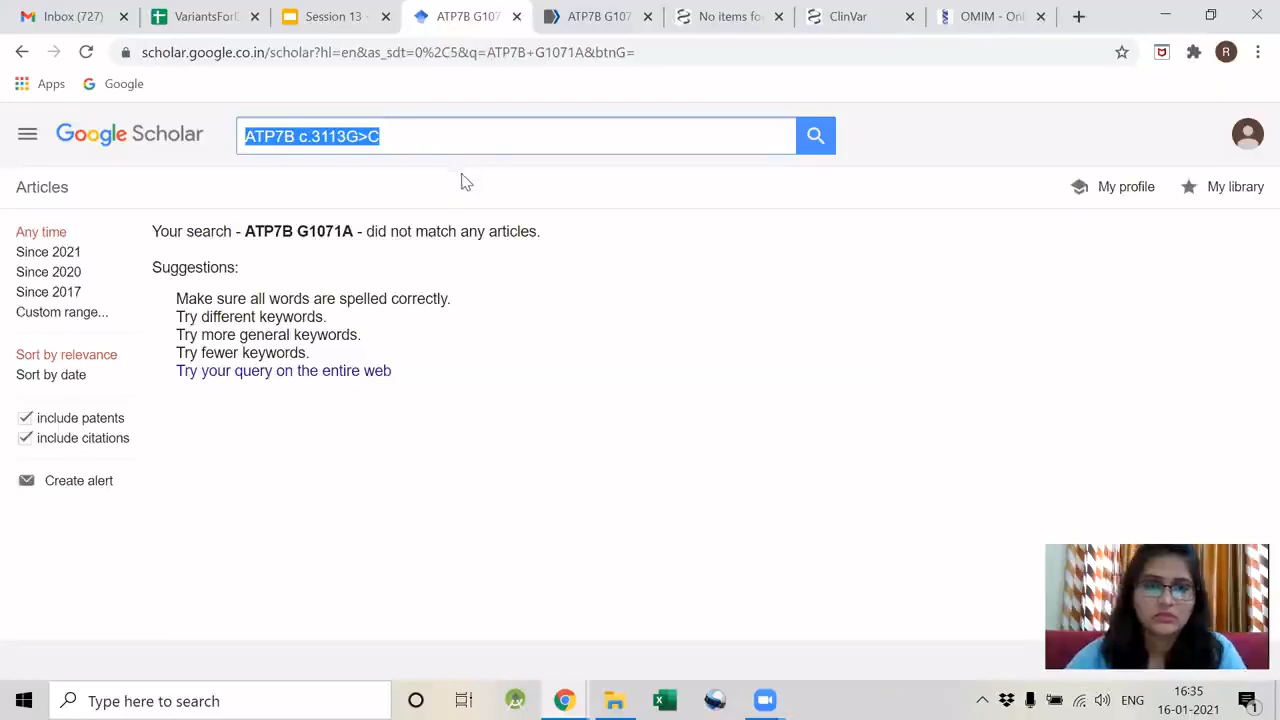 Inbox (727)
VariantsForD
Session 13 -
ATP7B G107
ATP7B G107
No items fo
ClinVar
OMIM - Onl
scholar.google.co.in/scholar?hl=en&as_sdt=0%2C5&q=ATP7B+G1071A&btnG=
R
Apps
Google
Google Scholar
ATP7B c.3113G>C
Articles
My profile
My library
Any time
Since 2021
Since 2020
Since 2017
Custom range...
Sort by relevance
Sort by date
include patents
include citations
Create alert
Your search - ATP7B G1071A - did not match any articles.
Suggestions:
Make sure all words are spelled correctly.
Try different keywords.
Try more general keywords.
Try fewer keywords.
Try your query on the entire web
Type here to search
ENG
16:35
16-01-2021
1